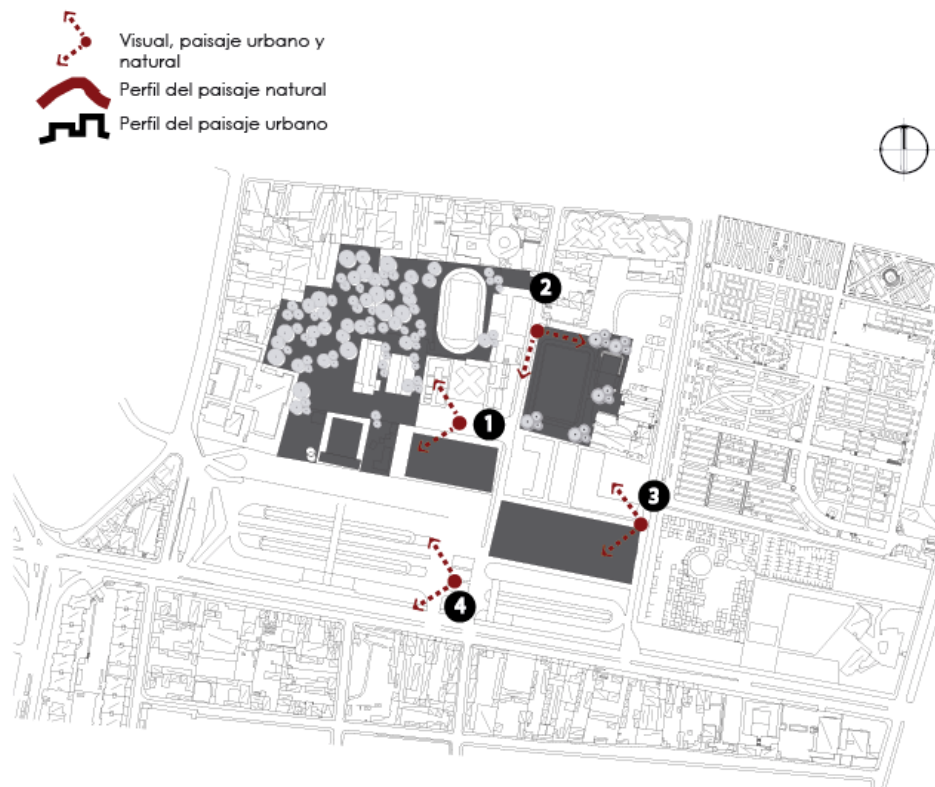 Visual, paisaje urbano y
natural
Perfil del paisaje natural
Perfil del paisaje urbano
2
1
3
4